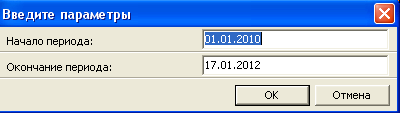 Введите параметры
Начало периода: 01.01.2010
Окончание периода: 17.01.2012
OK Отмена